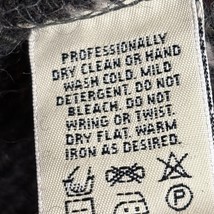 PROFESSIONALLY
DRY CLEAN OR HAND
WASH COLD. MILD
DETERGENT. DO NOT
BLEACH. DO NOT
WRING OR TWIST.
DRY FLAT. WARM
IRON AS DESIRED.
P